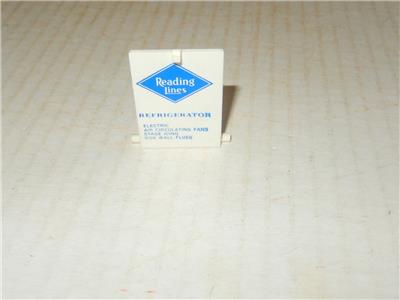 Reading
Lines
REFRIGERATOR
ELECTRIC
AIR CIRCULATING FANS
STAGE ICING
SIDE WALL FLUES